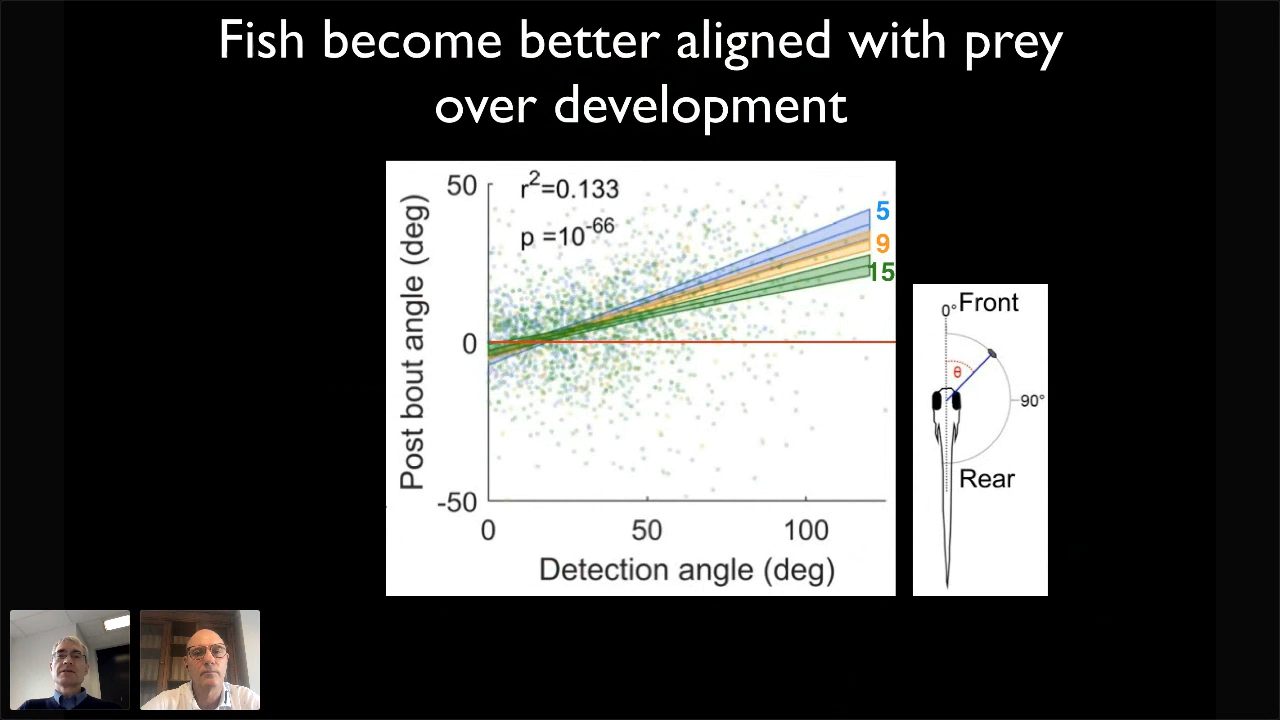 Fish become better aligned with prey
over development
50
r²=0.133
p =10⁻⁶⁶
5
9
15
Post bout angle (deg)
0
-50
0
50
100
Detection angle (deg)
0° Front
θ
90°
Rear